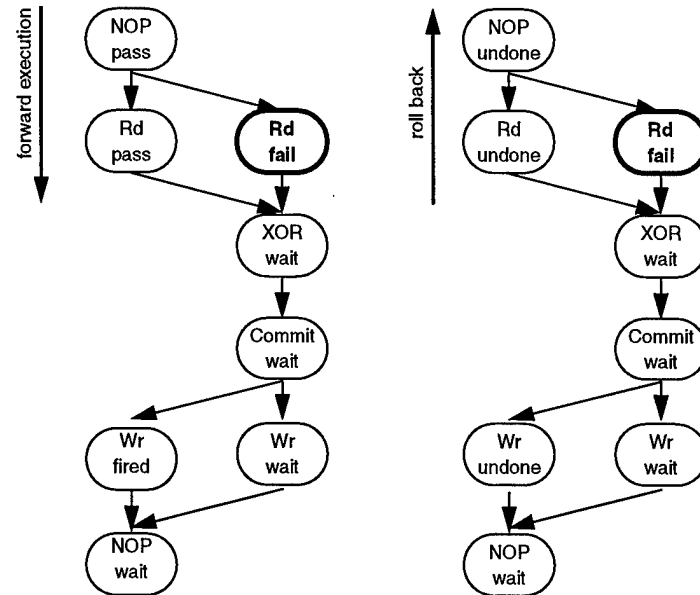 forward execution
NOP
pass
Rd
pass
Rd
fail
XOR
wait
Commit
wait
Wr
fired
Wr
wait
NOP
wait
roll back
NOP
undone
Rd
undone
Rd
fail
XOR
wait
Commit
wait
Wr
undone
Wr
wait
NOP
wait